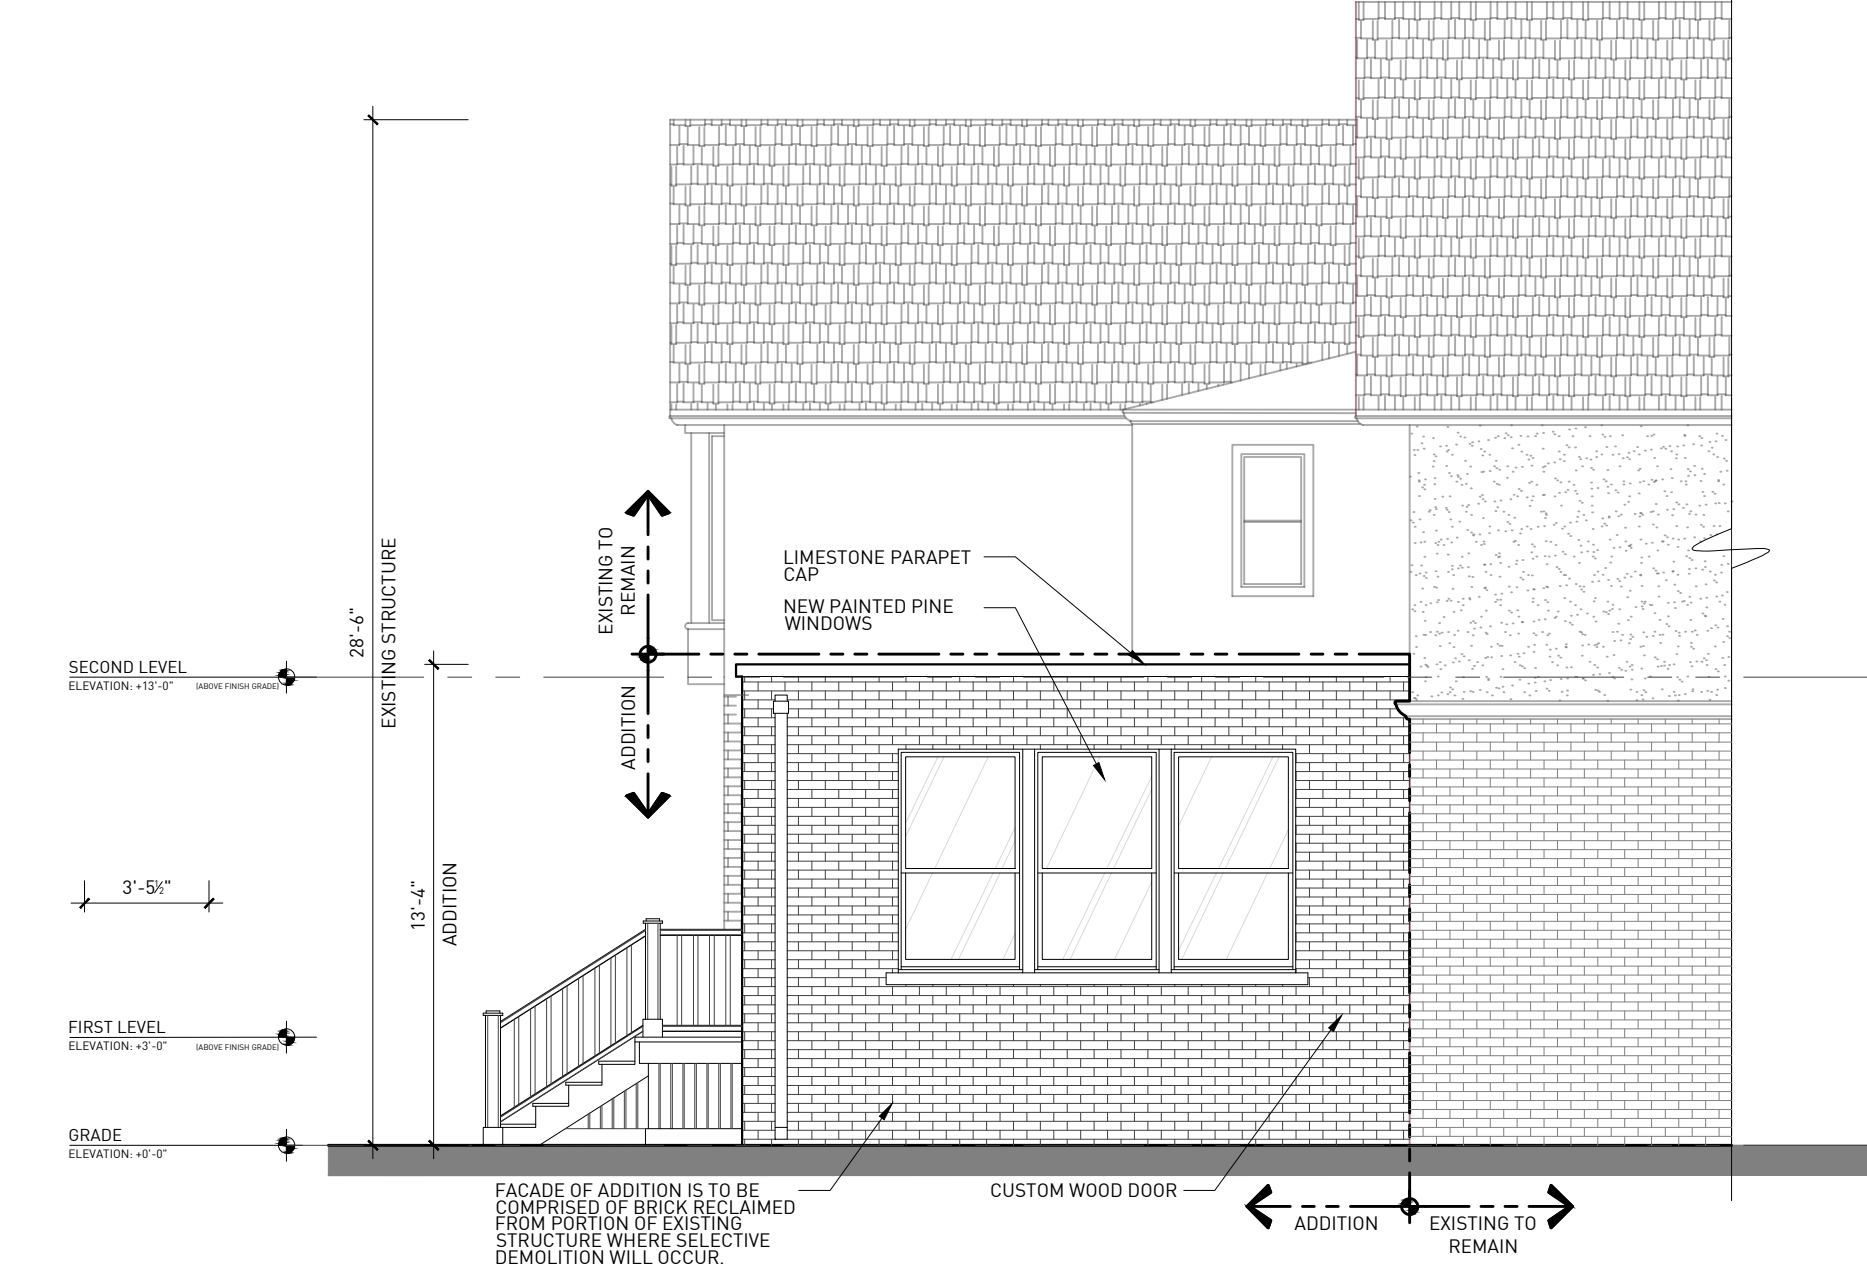 28'-6"
EXISTING STRUCTURE
EXISTING TO
REMAIN
ADDITION
LIMESTONE PARAPET
CAP
NEW PAINTED PINE
WINDOWS
SECOND LEVEL
ELEVATION: +13'-0" (ABOVE FINISH GRADE)
3'-5½"
13'-4"
ADDITION
FIRST LEVEL
ELEVATION: +3'-0" (ABOVE FINISH GRADE)
GRADE
ELEVATION: +0'-0"
FACADE OF ADDITION IS TO BE
COMPRISED OF BRICK RECLAIMED
FROM PORTION OF EXISTING
STRUCTURE WHERE SELECTIVE
DEMOLITION WILL OCCUR.
CUSTOM WOOD DOOR
ADDITION
EXISTING TO
REMAIN